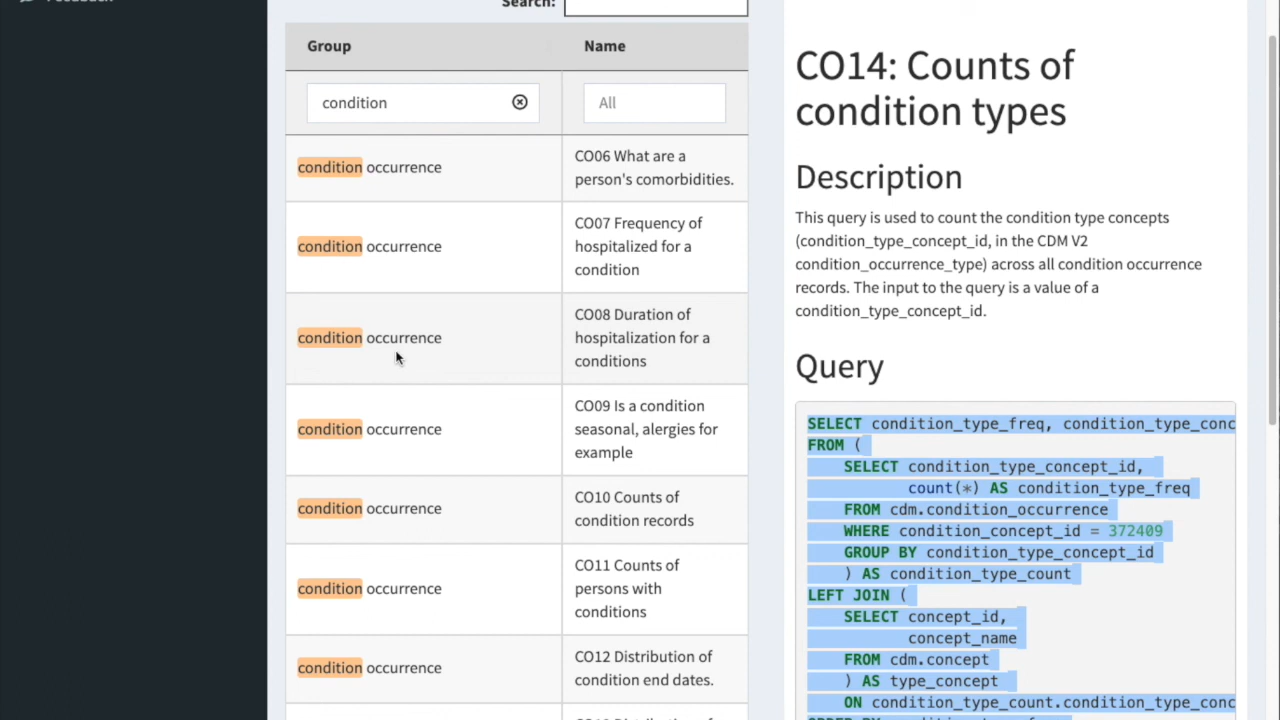 Feedback
Search:
Group Name
condition All
condition occurrence
CO06 What are a
person's comorbidities.
condition occurrence
CO07 Frequency of
hospitalized for a
condition
condition occurrence
CO08 Duration of
hospitalization for a
conditions
condition occurrence
CO09 Is a condition
seasonal, alergies for
example
condition occurrence
CO10 Counts of
condition records
condition occurrence
CO11 Counts of
persons with
conditions
condition occurrence
CO12 Distribution of
condition end dates.
CO14: Counts of
condition types
Description
This query is used to count the condition type concepts
(condition_type_concept_id, in the CDM V2
condition_occurrence_type) across all condition occurrence
records. The input to the query is a value of a
condition_type_concept_id.
Query
SELECT condition_type_freq, condition_type_conc
FROM (
SELECT condition_type_concept_id,
count(*) AS condition_type_freq
FROM cdm.condition_occurrence
WHERE condition_concept_id = 372409
GROUP BY condition_type_concept_id
) AS condition_type_count
LEFT JOIN (
SELECT concept_id,
concept_name
FROM cdm.concept
) AS type_concept
ON condition_type_count.condition_type_conc